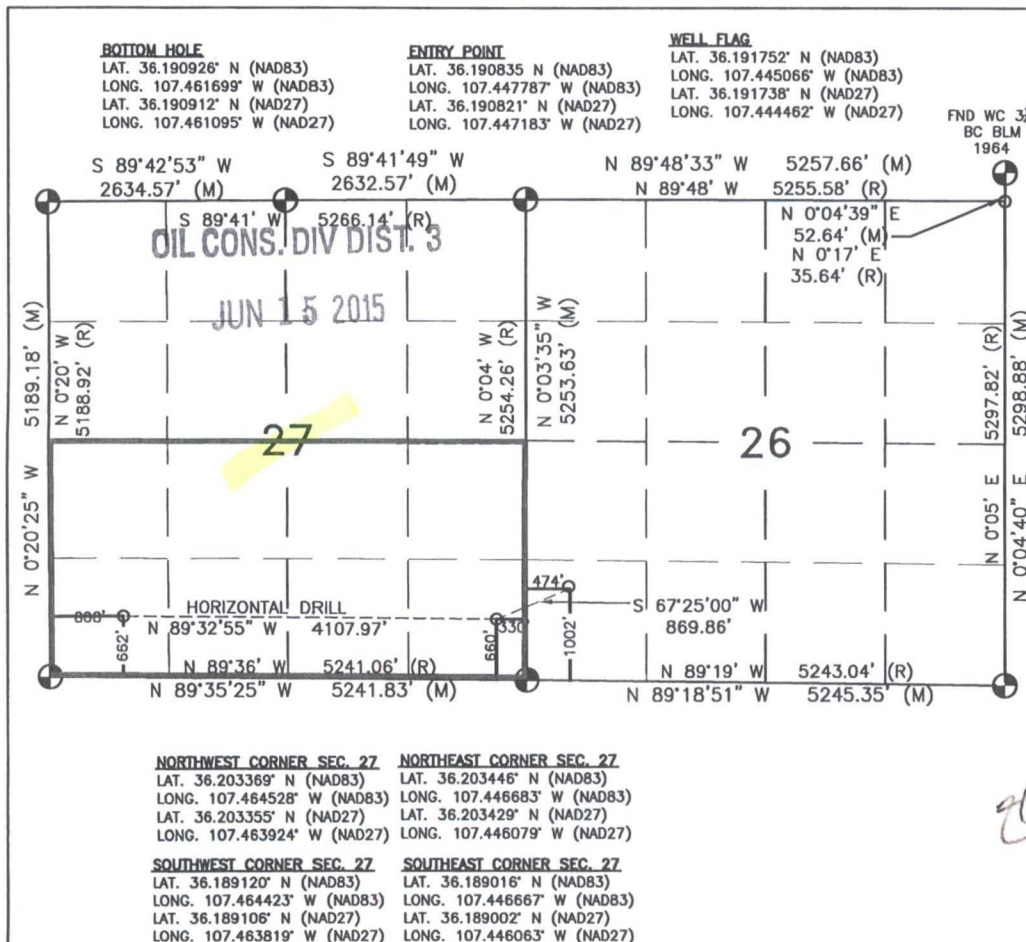 BOTTOM HOLE
LAT. 36.190926° N (NAD83)
LONG. 107.461699° W (NAD83)
LAT. 36.190912° N (NAD27)
LONG. 107.461095° W (NAD27)
ENTRY POINT
LAT. 36.190835 N (NAD83)
LONG. 107.447787° W (NAD83)
LAT. 36.190821° N (NAD27)
LONG. 107.447183° W (NAD27)
WELL FLAG
LAT. 36.191752° N (NAD83)
LONG. 107.445066° W (NAD83)
LAT. 36.191738° N (NAD27)
LONG. 107.444462° W (NAD27)
FND WC
BC BLM
1964
S 89°42'53" W
2634.57' (M)
S 89°41'49" W
2632.57' (M)
S 89°41' W 5266.14' (R)
N 89°48'33" W 5257.66' (M)
N 89°48' W 5255.58' (R)
N 0°04'39" E
52.64' (M)
N 0°17' E
35.64' (R)
OIL CONS. DIV DIST. 3
JUN 15 2015
5189.18' (M)
N 0°20'25" W
N 0°20' W
5188.92' (R)
N 0°04' W
5254.26' (R)
N 0°03'35" W
5253.63' (M)
5297.82' (R)
N 0°05' E
5298.88' (M)
N 0°04'40" E
27
26
662'
HORIZONTAL DRILL
N 89°32'55" W 4107.97'
660'
330'
474'
1002'
S 67°25'00" W
869.86'
N 89°36' W 5241.06' (R)
N 89°35'25" W 5241.83' (M)
N 89°19' W 5243.04' (R)
N 89°18'51" W 5245.35' (M)
NORTHWEST CORNER SEC. 27
LAT. 36.203369° N (NAD83)
LONG. 107.464528° W (NAD83)
LAT. 36.203355° N (NAD27)
LONG. 107.463924° W (NAD27)
NORTHEAST CORNER SEC. 27
LAT. 36.203446° N (NAD83)
LONG. 107.446683° W (NAD83)
LAT. 36.203429° N (NAD27)
LONG. 107.446079° W (NAD27)
SOUTHWEST CORNER SEC. 27
LAT. 36.189120° N (NAD83)
LONG. 107.464423° W (NAD83)
LAT. 36.189106° N (NAD27)
LONG. 107.463819° W (NAD27)
SOUTHEAST CORNER SEC. 27
LAT. 36.189016° N (NAD83)
LONG. 107.446667° W (NAD83)
LAT. 36.189002° N (NAD27)
LONG. 107.446063° W (NAD27)